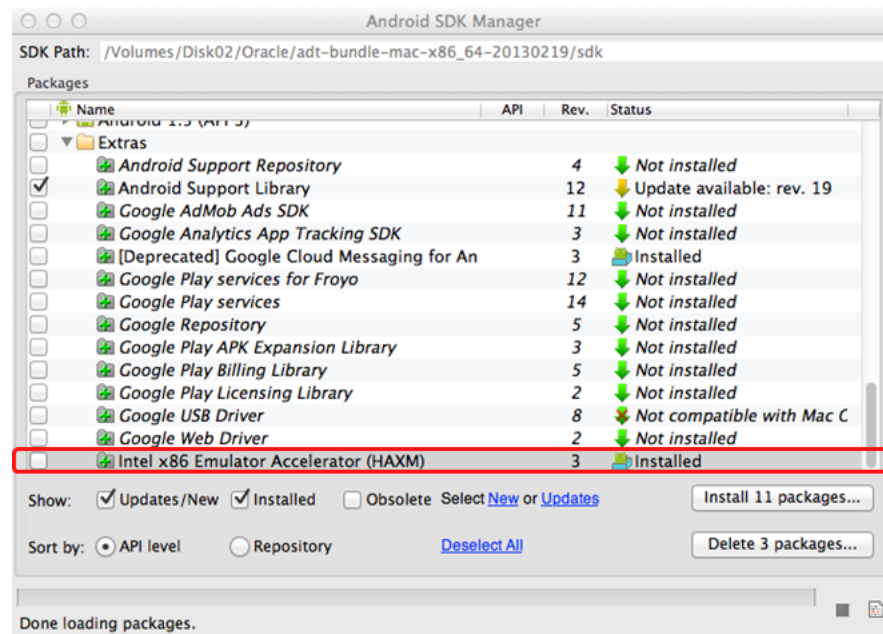 Android SDK Manager
SDK Path: /Volumes/Disk02/Oracle/adt-bundle-mac-x86_64-20130219/sdk
Packages
Name API Rev. Status
Android 1.5 (API 3)
Extras
Android Support Repository 4 Not installed
Android Support Library 12 Update available: rev. 19
Google AdMob Ads SDK 11 Not installed
Google Analytics App Tracking SDK 3 Not installed
[Deprecated] Google Cloud Messaging for An 3 Installed
Google Play services for Froyo 12 Not installed
Google Play services 14 Not installed
Google Repository 5 Not installed
Google Play APK Expansion Library 3 Not installed
Google Play Billing Library 5 Not installed
Google Play Licensing Library 2 Not installed
Google USB Driver 8 Not compatible with Mac O
Google Web Driver 2 Not installed
Intel x86 Emulator Accelerator (HAXM) 3 Installed
Show: Updates/New Installed Obsolete Select New or Updates Install 11 packages...
Sort by: API level Repository Deselect All Delete 3 packages...
Done loading packages.